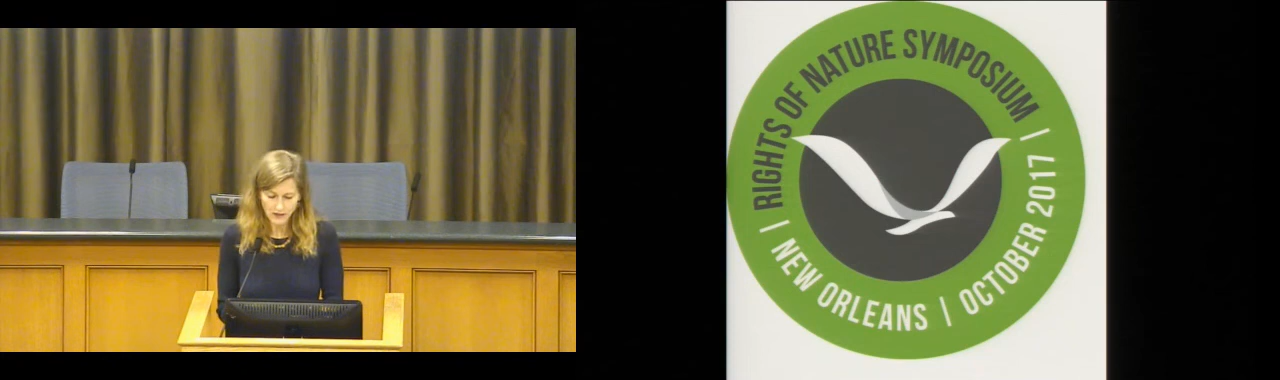 RIGHTS OF NATURE SYMPOSIUM
| NEW ORLEANS | OCTOBER 2017 |